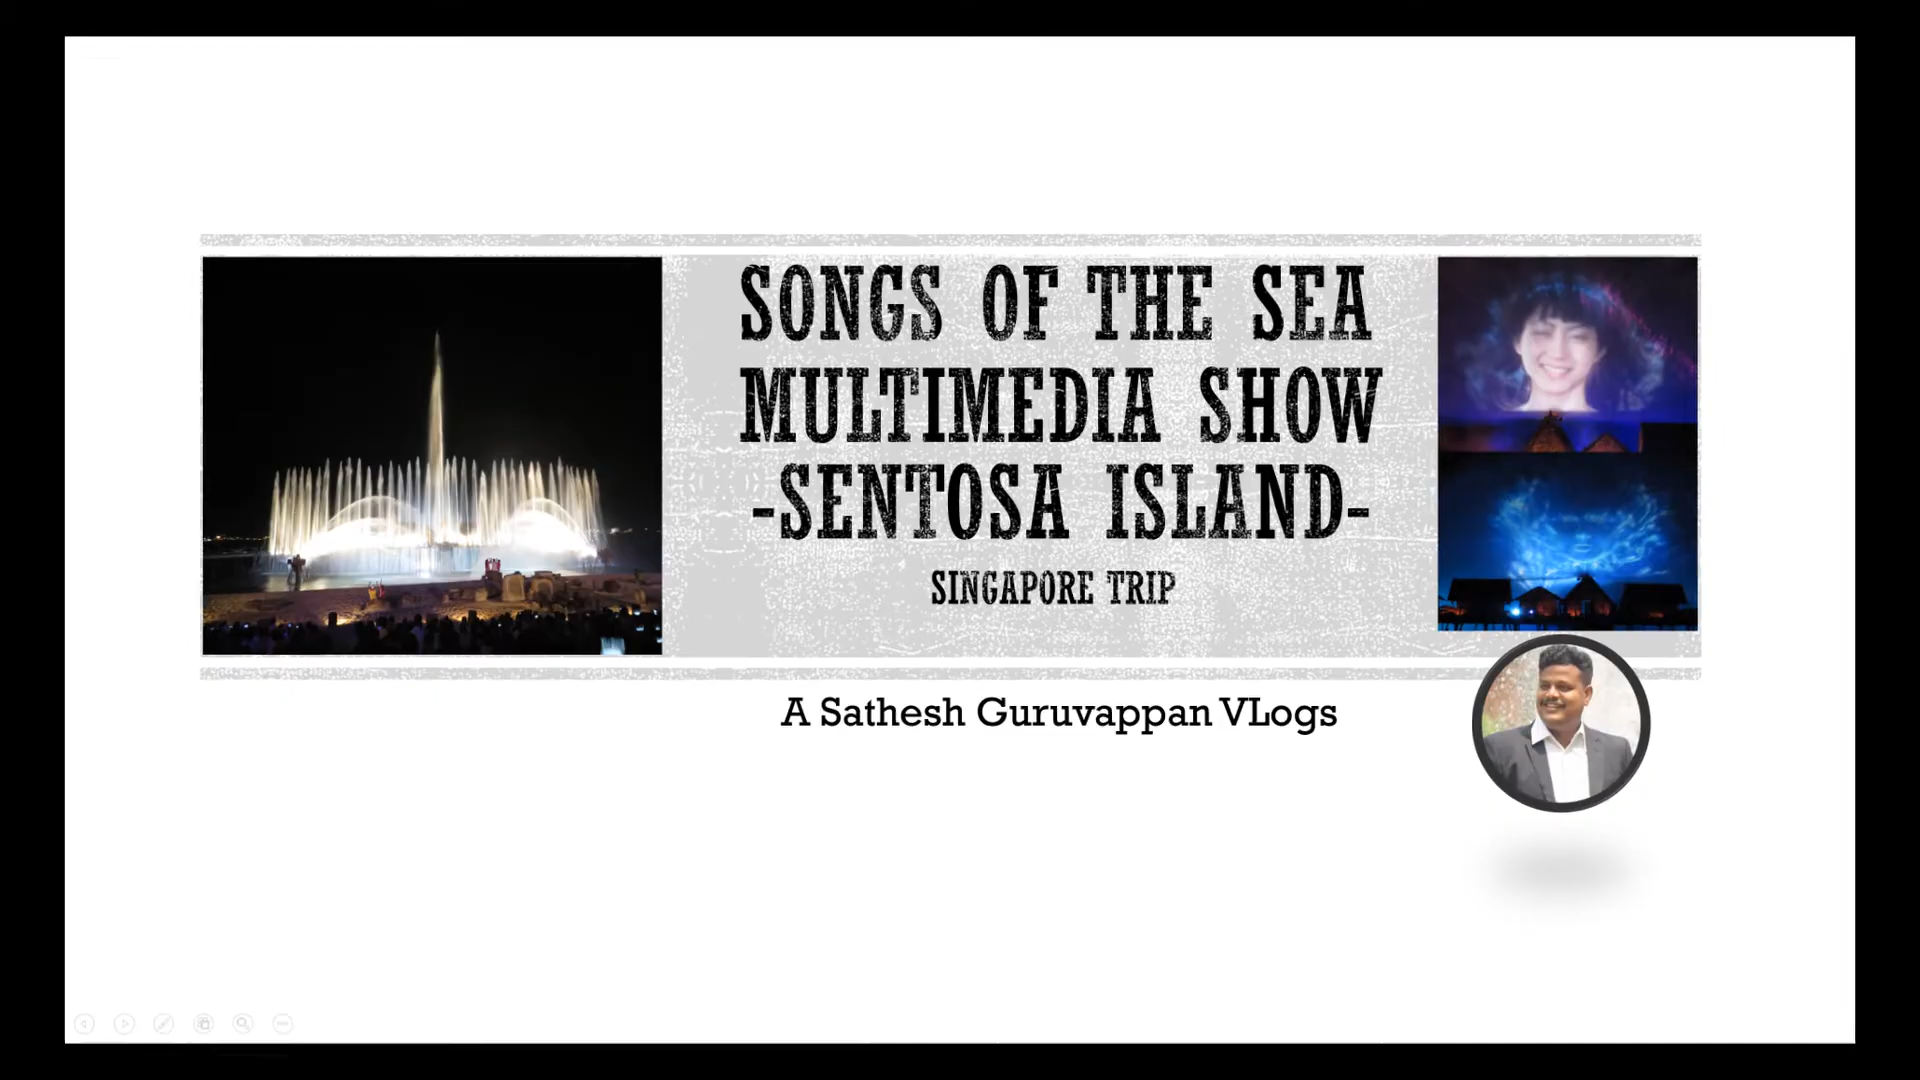 SONGS OF THE SEA
MULTIMEDIA SHOW
-SENTOSA ISLAND-
SINGAPORE TRIP
A Sathesh Guruvappan VLogs